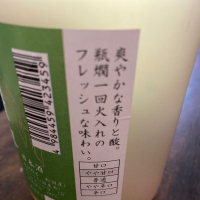 爽やかな香りと酸。
瓶燗一回火入れの
フレッシュな味わい。
甘口
やや甘口
普通
やや辛口
辛口
4984459423459